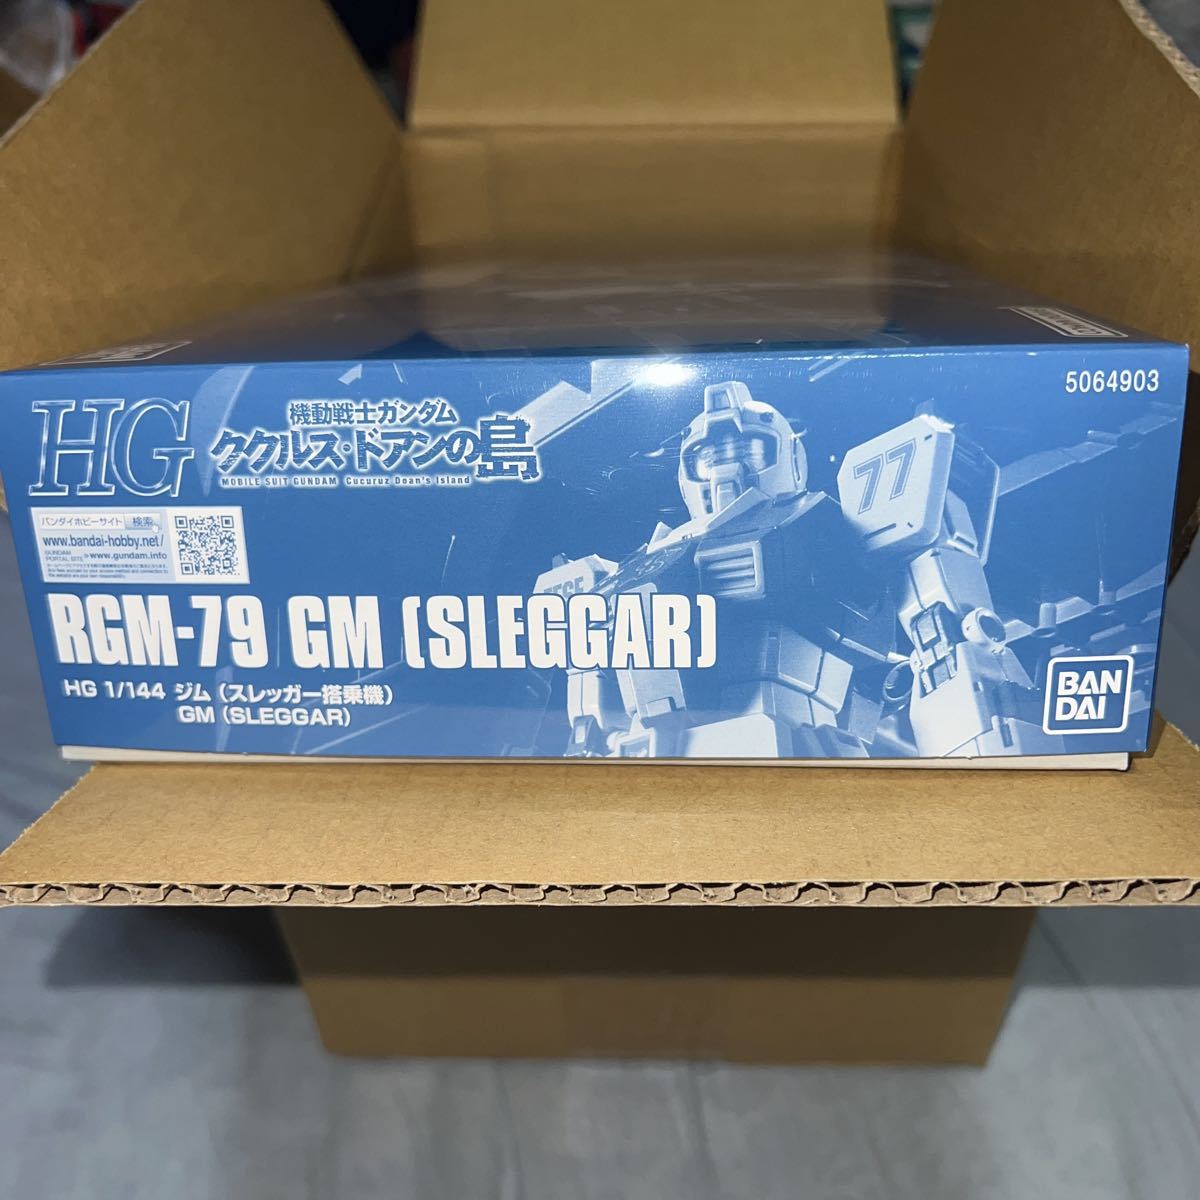 5064903
HG
機動戦士ガンダム
ククルス・ドアンの島
MOBILE SUIT GUNDAM Cucuruz Doan's Island
バンダイホビーサイト 検索
www.bandai-hobby.net/
GUNDAM PORTAL SITE www.gundam.info
77
RGM-79 GM (SLEGGAR)
HG 1/144 ジム(スレッガー搭乗機)
GM (SLEGGAR)
BAN
DAI